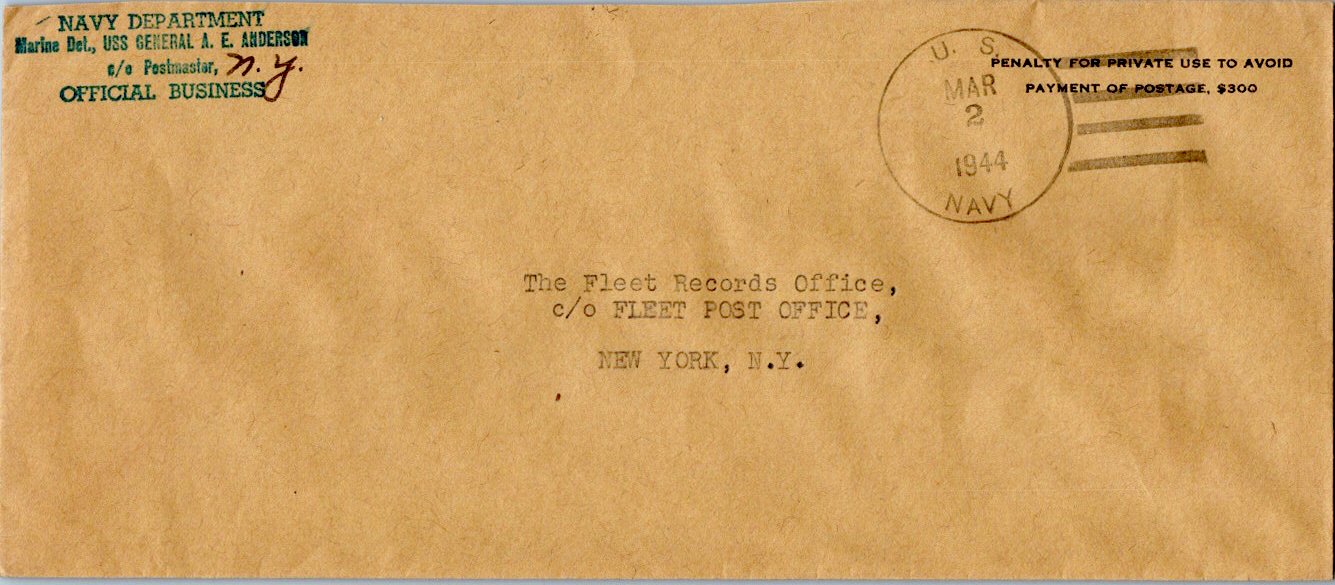 NAVY DEPARTMENT
Marine Det., USS GENERAL A. E. ANDERSON
c/o Postmaster, N.Y.
OFFICIAL BUSINESS
U. S.
MAR
2
1944
NAVY
PENALTY FOR PRIVATE USE TO AVOID
PAYMENT OF POSTAGE, $300
The Fleet Records Office,
c/o FLEET POST OFFICE,
NEW YORK, N.Y.